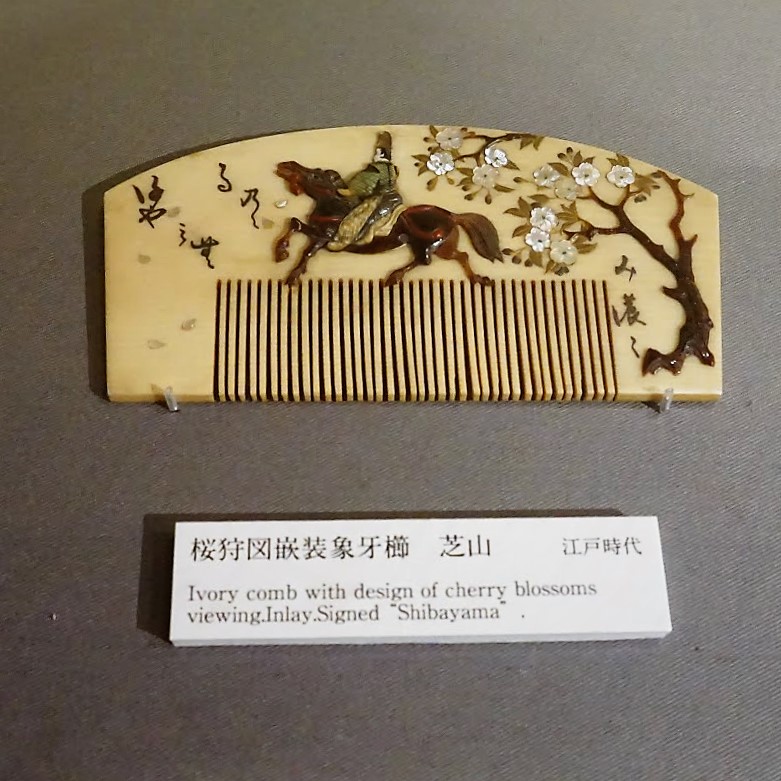 桜狩図嵌装象牙櫛　芝山　江戸時代
Ivory comb with design of cherry blossoms
viewing.Inlay.Signed "Shibayama" .